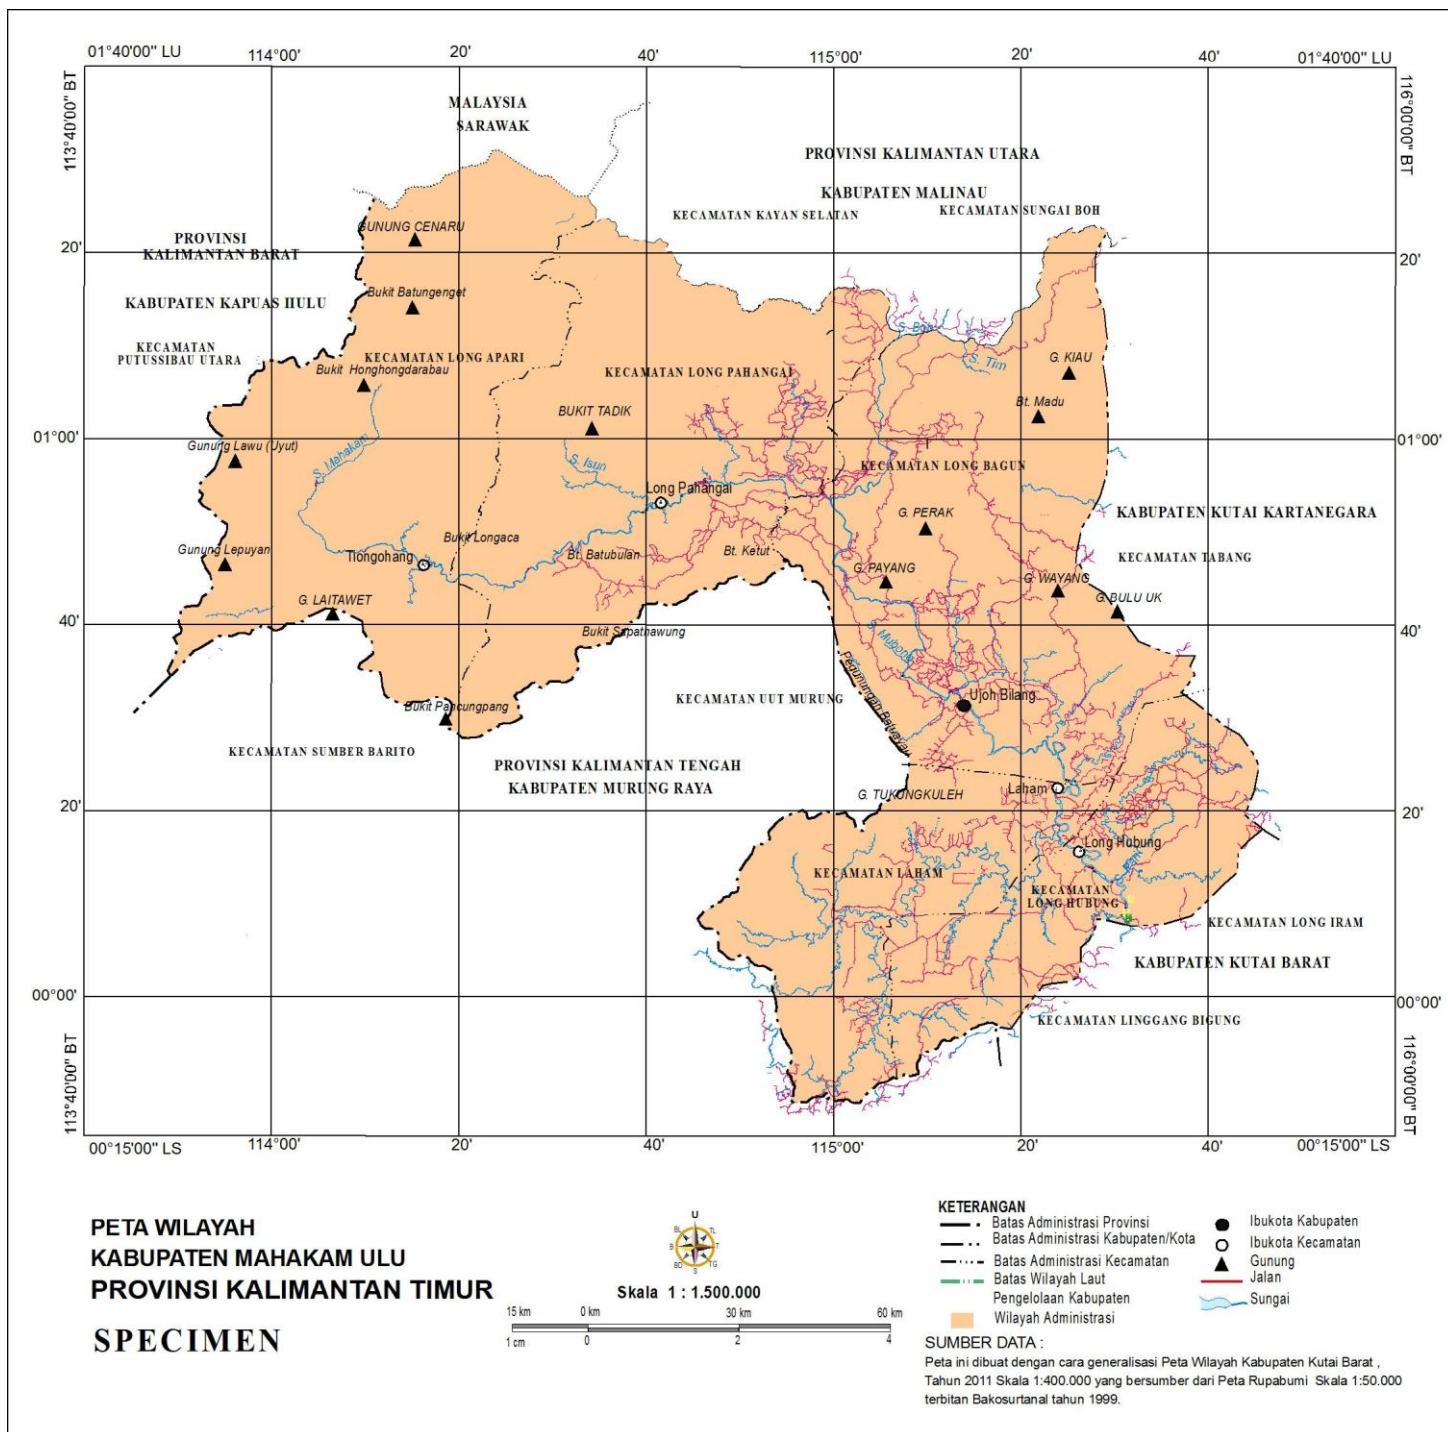 01°40'00" LU
114°00'
20'
40'
115°00'
20'
40'
01°40'00" LU
113°40'00" BT
116°00'00" BT
MALAYSIA
SARAWAK
PROVINSI KALIMANTAN UTARA
KABUPATEN MALINAU
KECAMATAN KAYAN SELATAN
KECAMATAN SUNGAI BOH
GUNUNG CENARU
PROVINSI
KALIMANTAN BARAT
20'
20'
Bukit Batungenget
KABUPATEN KAPUAS HULU
S. Boh
KECAMATAN
PUTUSSIBAU UTARA
KECAMATAN LONG APARI
Bukit Honghongdarabau
KECAMATAN LONG PAHANGAI
S. Tim
G. KIAU
Bt. Madu
BUKIT TADIK
01°00'
01°00'
Gunung Lawu (Uyut)
S. Mahakam
S. Isun
KECAMATAN LONG BAGUN
Long Pahangai
G. PERAK
KABUPATEN KUTAI KARTANEGARA
Bukit Longaca
Gunung Lepuyan
Tiongohang
Bt. Batubulan
Bt. Ketut
KECAMATAN TABANG
G. PAYANG
G. WAYANG
G. LAITAWET
G. BULU UK
40'
40'
Bukit Sapathawung
KECAMATAN UUT MURUNG
Ujoh Bilang
Bukit Pancungpang
KECAMATAN SUMBER BARITO
PROVINSI KALIMANTAN TENGAH
KABUPATEN MURUNG RAYA
G. TUKUNGKULEH
Laham
20'
20'
Long Hubung
KECAMATAN LAHAM
KECAMATAN
LONG HUBUNG
KECAMATAN LONG IRAM
KABUPATEN KUTAI BARAT
00°00'
00°00'
KECAMATAN LINGGANG BIGUNG
113°40'00" BT
116°00'00" BT
00°15'00" LS
114°00'
20'
40'
115°00'
20'
40'
00°15'00" LS
PETA WILAYAH
KABUPATEN MAHAKAM ULU
PROVINSI KALIMANTAN TIMUR
SPECIMEN
U
BL
TL
B
T
BD
TG
S
Skala 1 : 1.500.000
15 km
0 km
30 km
60 km
1 cm
0
2
4
KETERANGAN
Batas Administrasi Provinsi
Batas Administrasi Kabupaten/Kota
Batas Administrasi Kecamatan
Batas Wilayah Laut
Pengelolaan Kabupaten
Wilayah Administrasi
Ibukota Kabupaten
Ibukota Kecamatan
Gunung
Jalan
Sungai
SUMBER DATA :
Peta ini dibuat dengan cara generalisasi Peta Wilayah Kabupaten Kutai Barat ,
Tahun 2011 Skala 1:400.000 yang bersumber dari Peta Rupabumi Skala 1:50.000
terbitan Bakosurtanal tahun 1999.